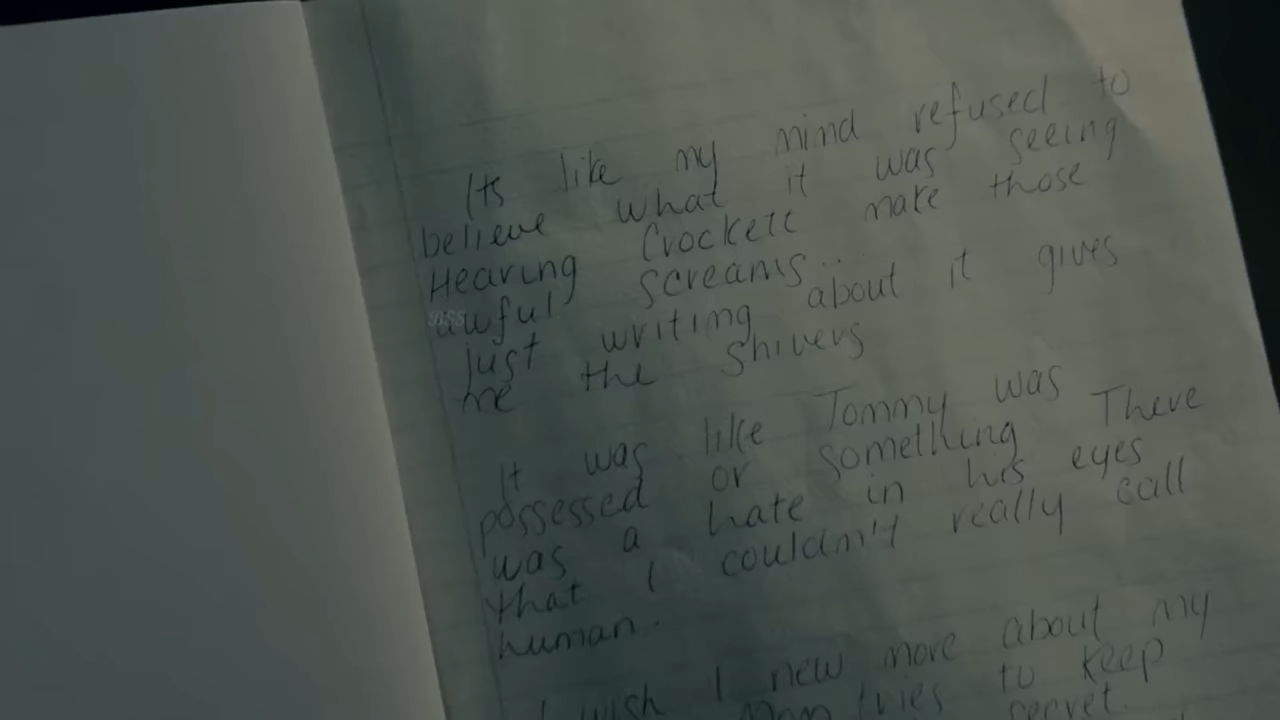 Its like my mind refused to
believe what it was seeing
Hearing Crockett make those
awful screams...
just writing about it gives
me the shivers
It was like Tommy was
possessed or something There
was a hate in his eyes
that I couldn't really call
human.
I wish I new more about my
Mom tries to keep
secret.